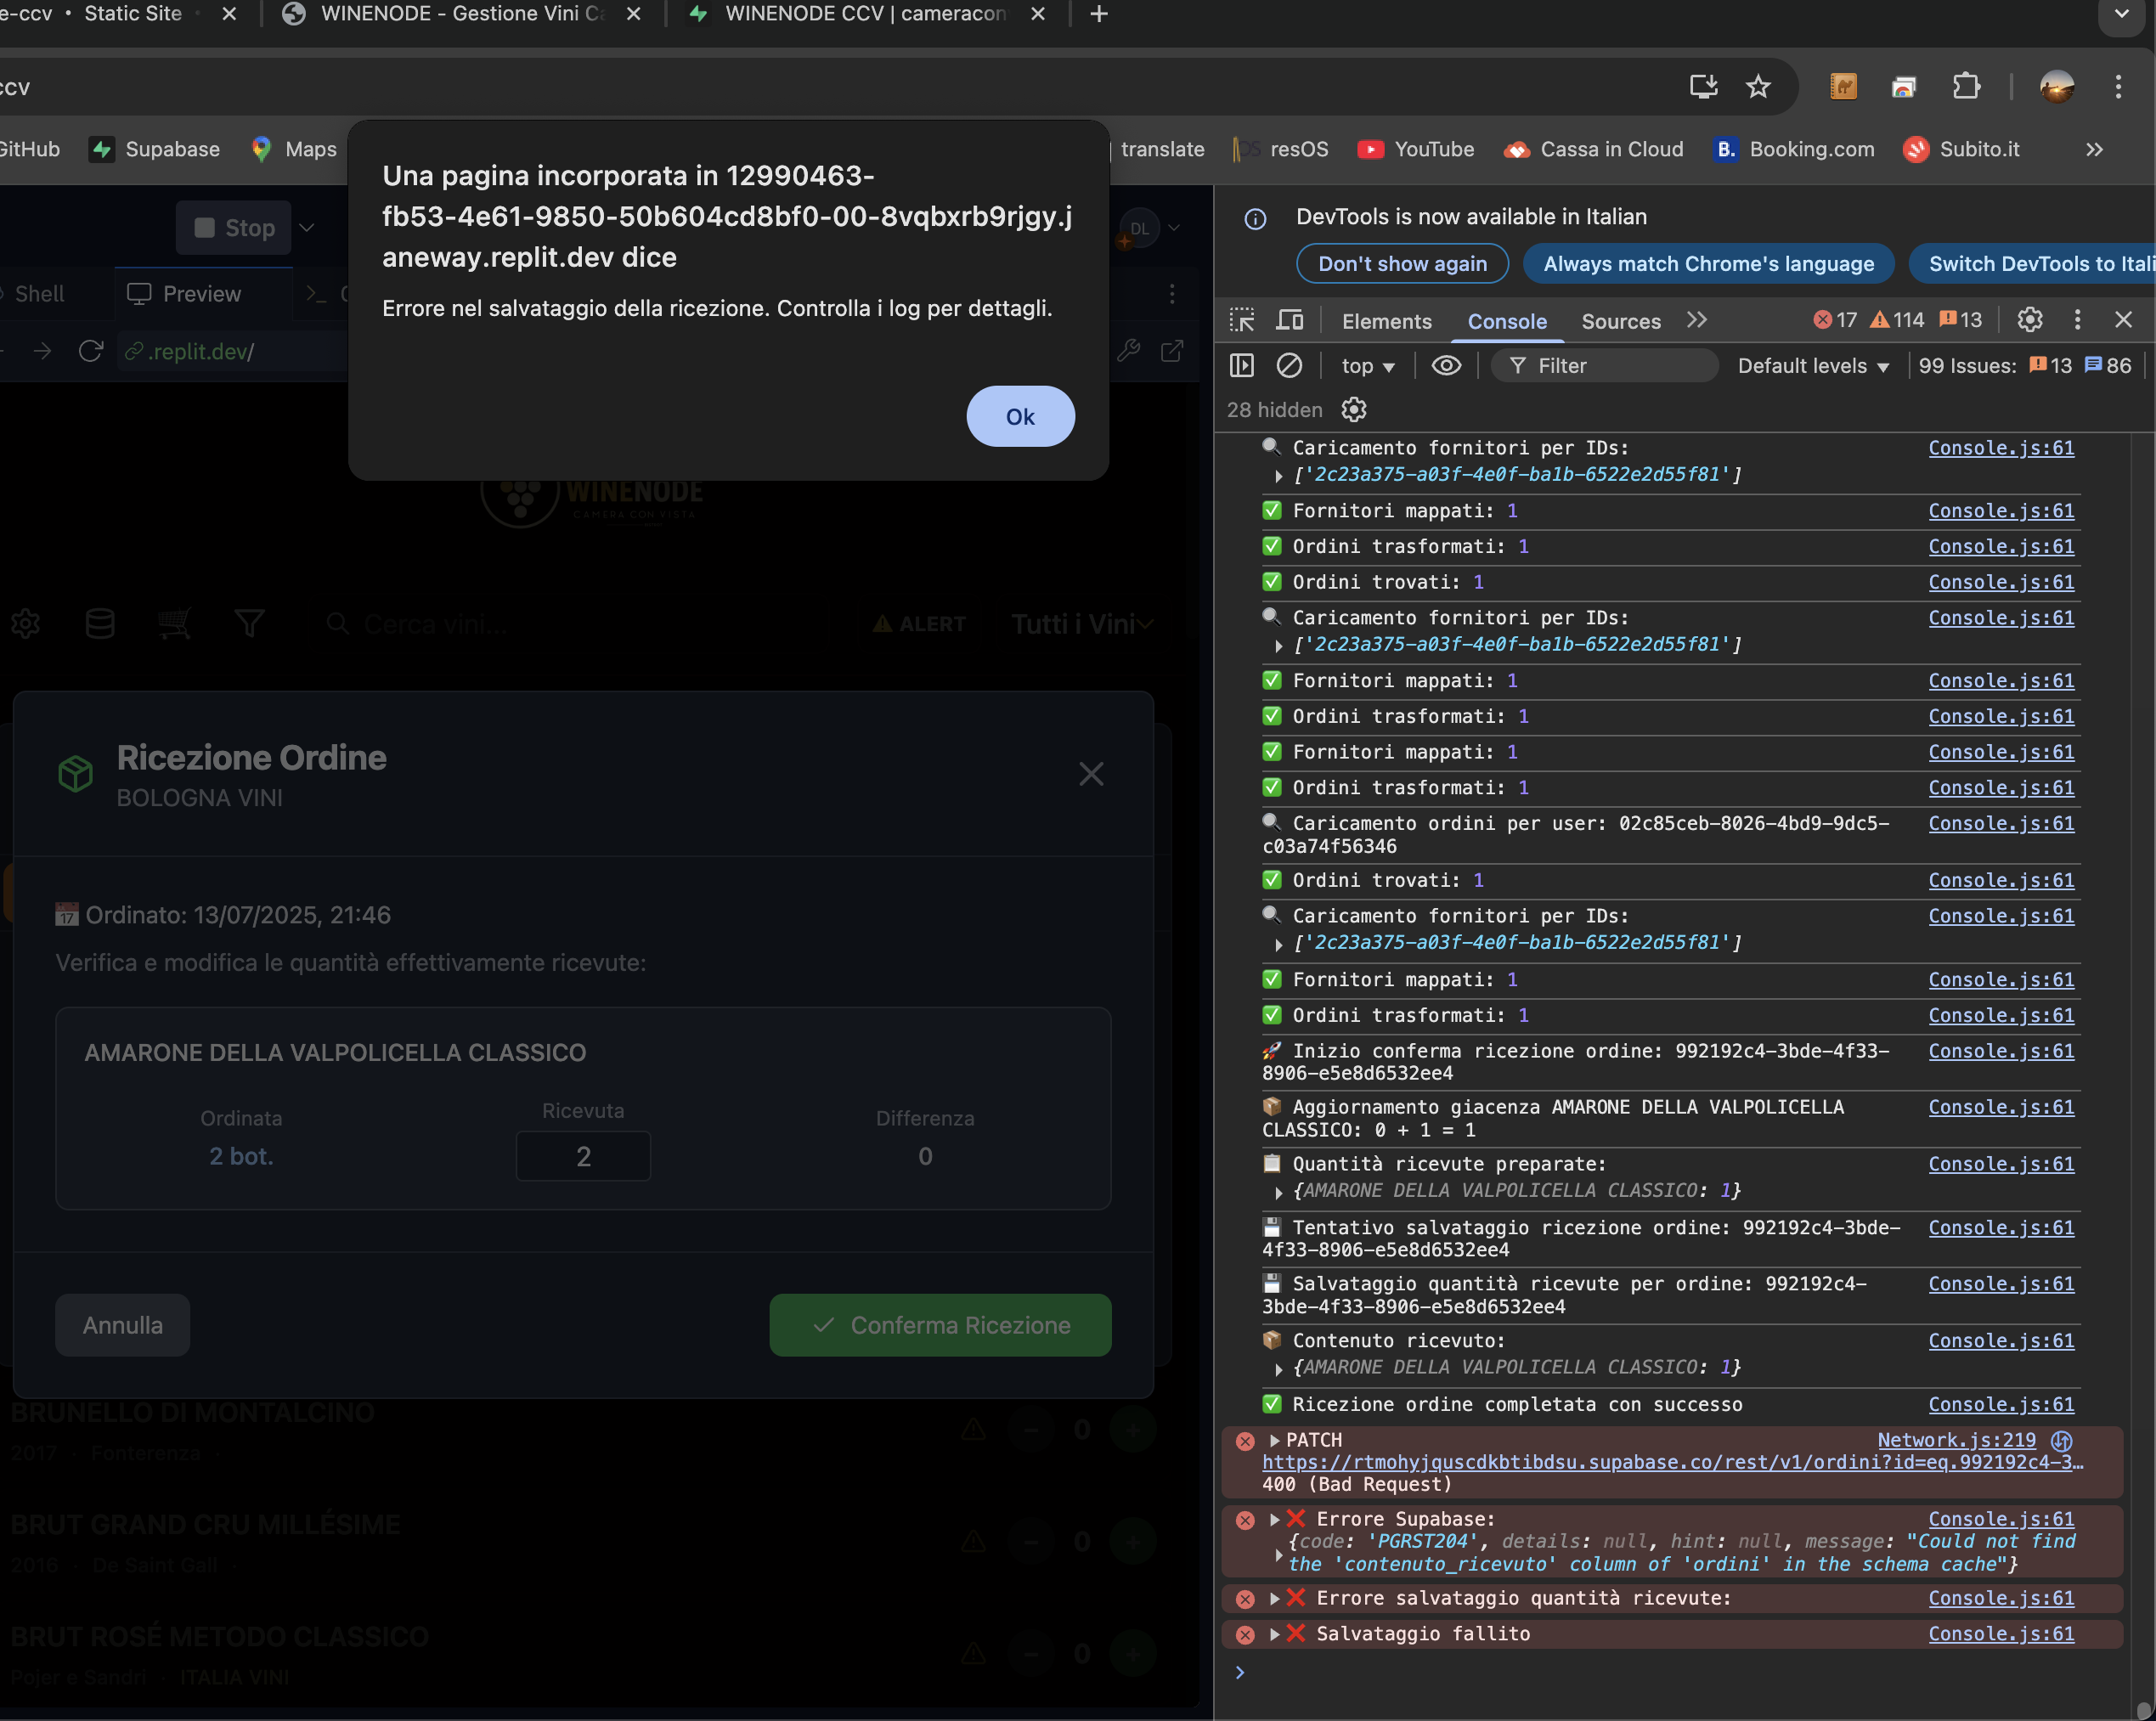 e-ccv • Static Site •
WINENODE - Gestione Vini Ca
WINENODE CCV | cameracon
ccv
GitHub
Supabase
Maps
translate
resOS
YouTube
Cassa in Cloud
B. Booking.com
Subito.it
Una pagina incorporata in 12990463-
fb53-4e61-9850-50b604cd8bf0-00-8vqbxrb9rjgy.j
aneway.replit.dev dice
Errore nel salvataggio della ricezione. Controlla i log per dettagli.
Ok
Stop
DL
Shell
Preview
.replit.dev/
WINENODE
CAMERA CON VISTA
Cerca vini...
ALERT
Tutti i Vini
Ricezione Ordine
BOLOGNA VINI
17 Ordinato: 13/07/2025, 21:46
Verifica e modifica le quantità effettivamente ricevute:
AMARONE DELLA VALPOLICELLA CLASSICO
Ordinata
Ricevuta
Differenza
2 bot.
2
0
Annulla
Conferma Ricezione
BRUNELLO DI MONTALCINO
2017 · Fonterenza
0
BRUT GRAND CRU MILLÉSIME
2016 · De Saint Gall
0
BRUT ROSÉ METODO CLASSICO
Pojer e Sandri · ITALIA VINI
0
DevTools is now available in Italian
Don't show again
Always match Chrome's language
Switch DevTools to Itali
Elements
Console
Sources
17
114
13
top
Filter
Default levels
99 Issues: 13 86
28 hidden
Caricamento fornitori per IDs: Console.js:61
['2c23a375-a03f-4e0f-ba1b-6522e2d55f81']
Fornitori mappati: 1 Console.js:61
Ordini trasformati: 1 Console.js:61
Ordini trovati: 1 Console.js:61
Caricamento fornitori per IDs: Console.js:61
['2c23a375-a03f-4e0f-ba1b-6522e2d55f81']
Fornitori mappati: 1 Console.js:61
Ordini trasformati: 1 Console.js:61
Fornitori mappati: 1 Console.js:61
Ordini trasformati: 1 Console.js:61
Caricamento ordini per user: 02c85ceb-8026-4bd9-9dc5- Console.js:61
c03a74f56346
Ordini trovati: 1 Console.js:61
Caricamento fornitori per IDs: Console.js:61
['2c23a375-a03f-4e0f-ba1b-6522e2d55f81']
Fornitori mappati: 1 Console.js:61
Ordini trasformati: 1 Console.js:61
Inizio conferma ricezione ordine: 992192c4-3bde-4f33- Console.js:61
8906-e5e8d6532ee4
Aggiornamento giacenza AMARONE DELLA VALPOLICELLA Console.js:61
CLASSICO: 0 + 1 = 1
Quantità ricevute preparate: Console.js:61
{AMARONE DELLA VALPOLICELLA CLASSICO: 1}
Tentativo salvataggio ricezione ordine: 992192c4-3bde- Console.js:61
4f33-8906-e5e8d6532ee4
Salvataggio quantità ricevute per ordine: 992192c4- Console.js:61
3bde-4f33-8906-e5e8d6532ee4
Contenuto ricevuto: Console.js:61
{AMARONE DELLA VALPOLICELLA CLASSICO: 1}
Ricezione ordine completata con successo Console.js:61
PATCH Network.js:219
https://rtmohyjquscdkbtibdsu.supabase.co/rest/v1/ordini?id=eq.992192c4-3…
400 (Bad Request)
Errore Supabase: Console.js:61
{code: 'PGRST204', details: null, hint: null, message: "Could not find
the 'contenuto_ricevuto' column of 'ordini' in the schema cache"}
Errore salvataggio quantità ricevute: Console.js:61
Salvataggio fallito Console.js:61